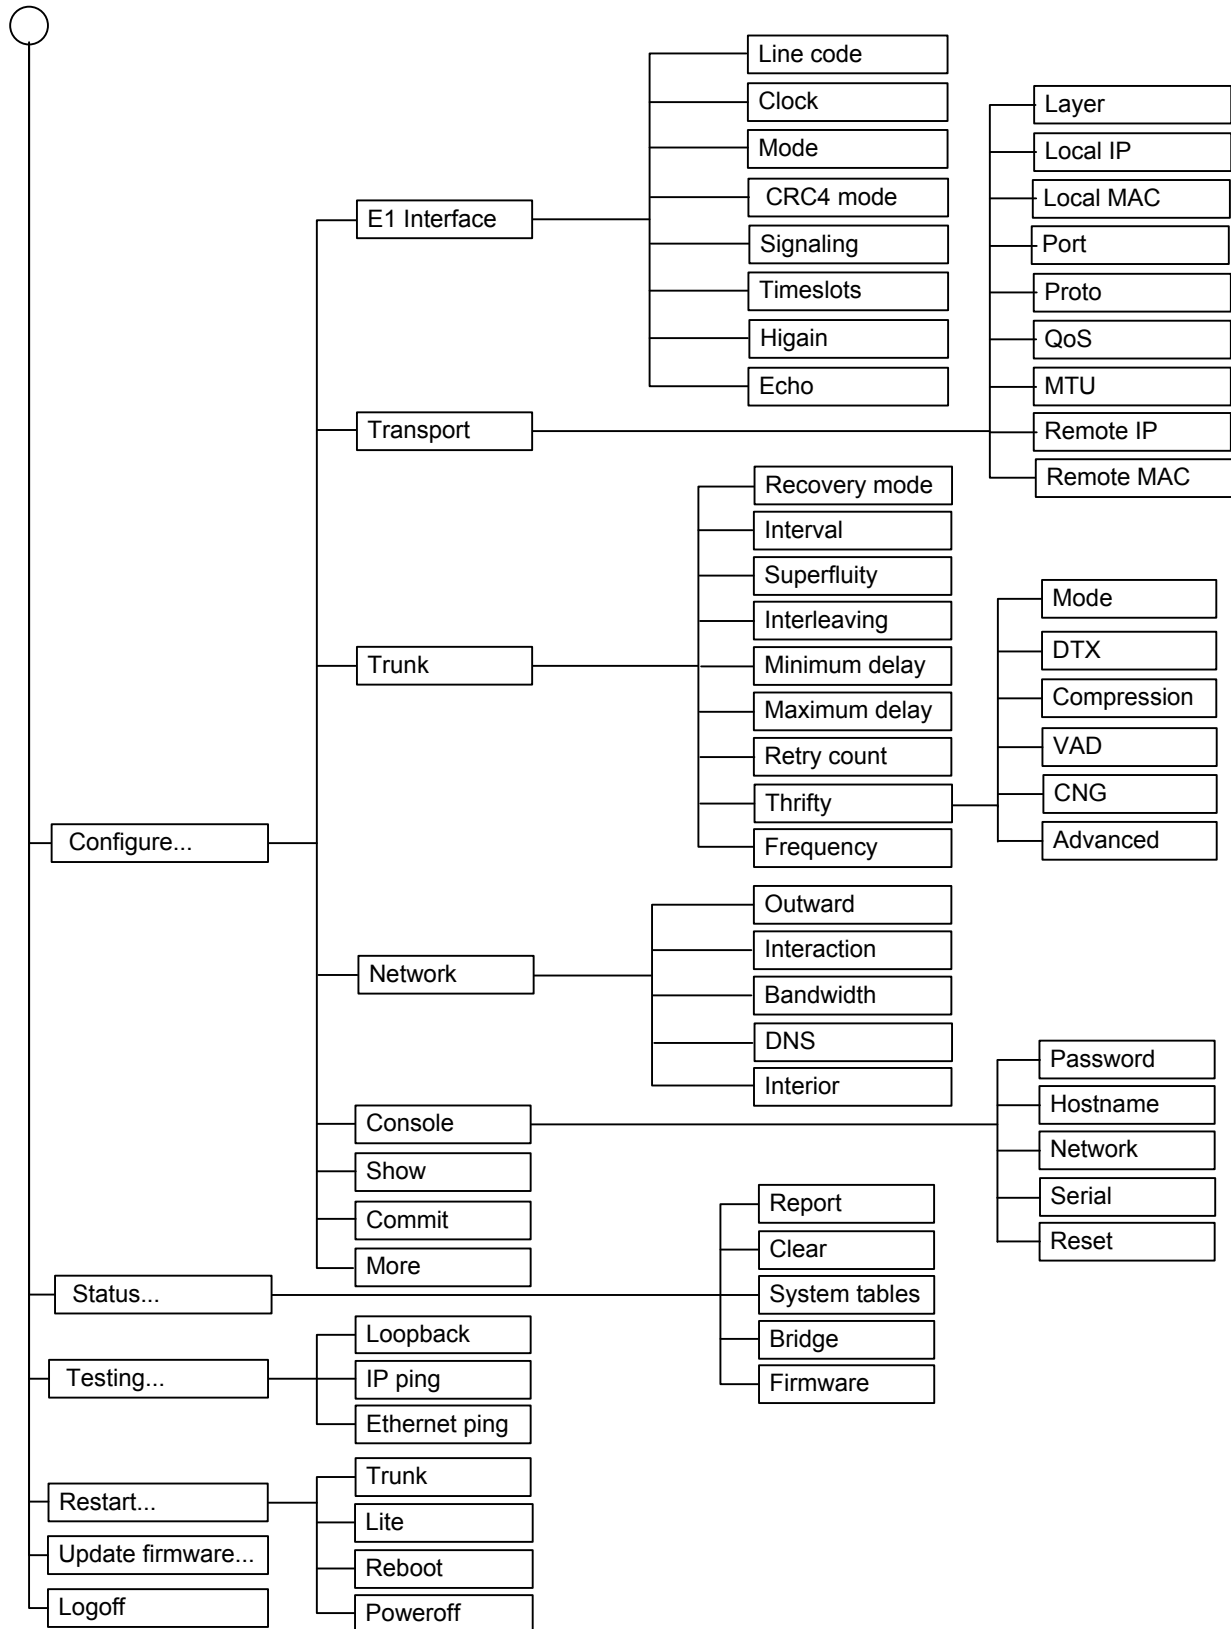 Configure...
E1 Interface
Line code
Clock
Mode
CRC4 mode
Signaling
Timeslots
Higain
Echo
Transport
Layer
Local IP
Local MAC
Port
Proto
QoS
MTU
Remote IP
Remote MAC
Trunk
Recovery mode
Interval
Superfluity
Interleaving
Minimum delay
Maximum delay
Retry count
Thrifty
Mode
DTX
Compression
VAD
CNG
Advanced
Frequency
Network
Outward
Interaction
Bandwidth
DNS
Interior
Console
Password
Hostname
Network
Serial
Reset
Show
Commit
More
Status...
Report
Clear
System tables
Bridge
Firmware
Testing...
Loopback
IP ping
Ethernet ping
Restart...
Trunk
Lite
Reboot
Poweroff
Update firmware...
Logoff